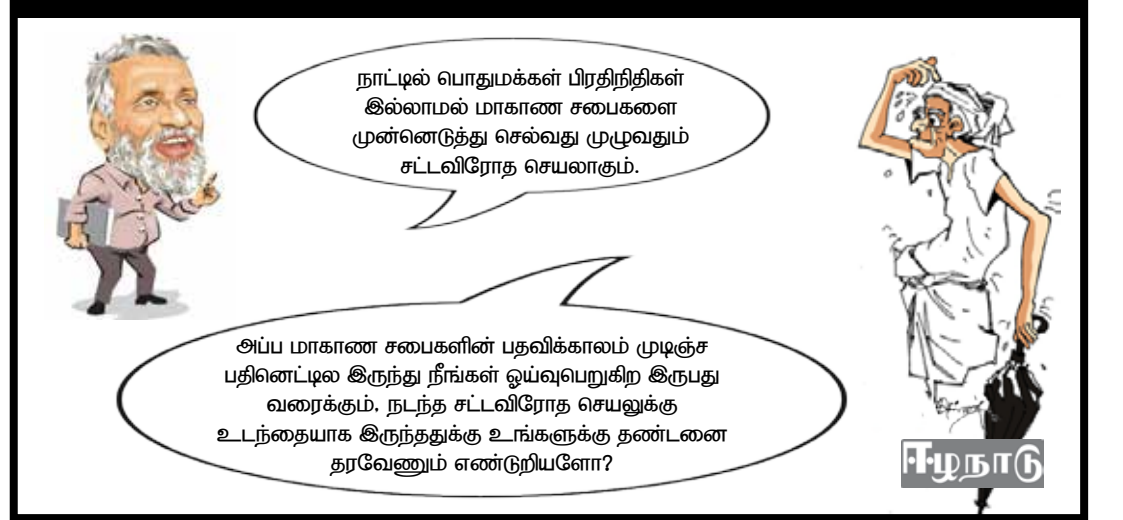 நாட்டில் பொதுமக்கள் பிரதிநிதிகள்
இல்லாமல் மாகாண சபைகளை
முன்னெடுத்து செல்வது முழுவதும்
சட்டவிரோத செயலாகும்.
அப்ப மாகாண சபைகளின் பதவிக்காலம் முடிஞ்ச
பதினெட்டில இருந்து நீங்கள் ஓய்வுபெறுகிற இருபது
வரைக்கும், நடந்த சட்டவிரோத செயலுக்கு
உடந்தையாக இருந்ததுக்கு உங்களுக்கு தண்டனை
தரவேணும் எண்டுறியளோ?
ஈழநாடு